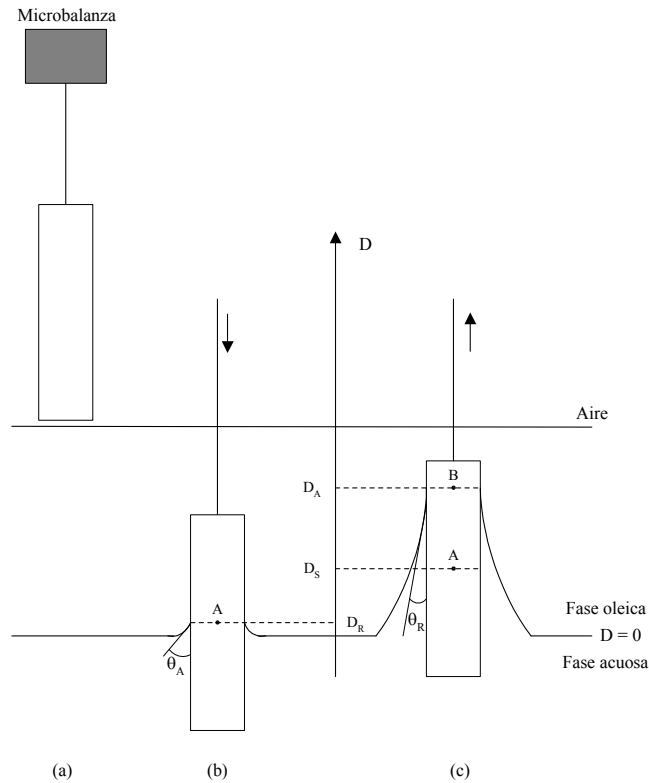 Microbalanza
D
Aire
B
D_A
A
D_S
A
D_R
Fase oleica
D = 0
Fase acuosa
θ_A
θ_R
(a)
(b)
(c)